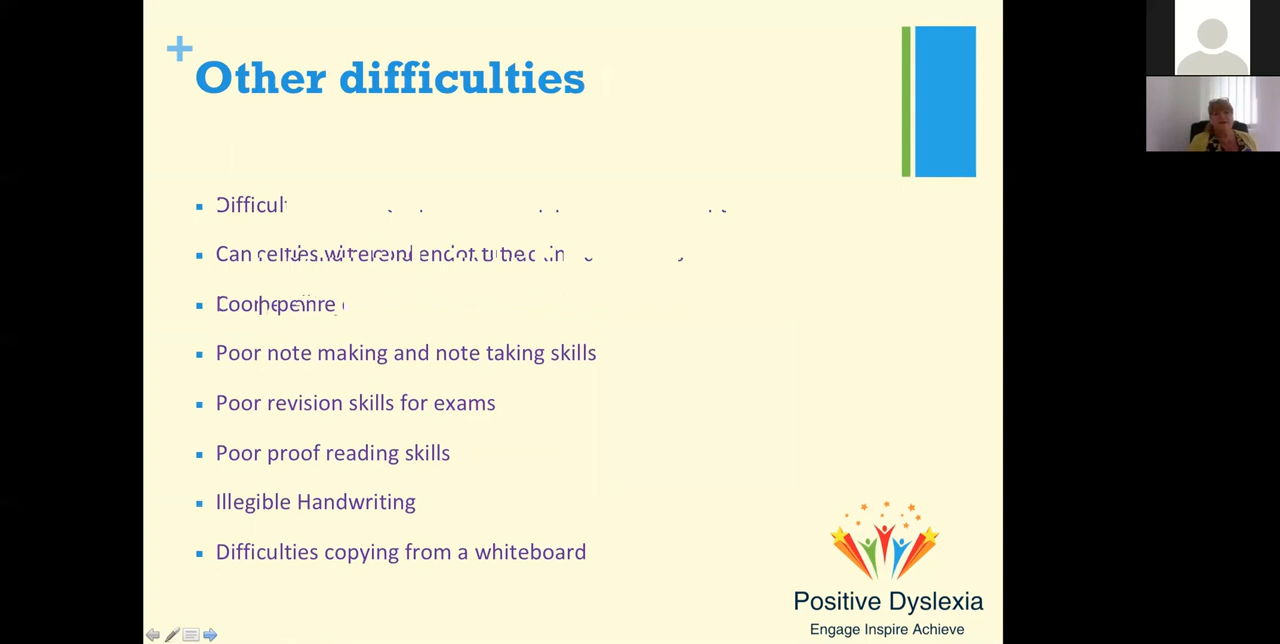 Other difficulties
Can
Poor note making and note taking skills
Poor revision skills for exams
Poor proof reading skills
Illegible Handwriting
Difficulties copying from a whiteboard
Positive Dyslexia
Engage Inspire Achieve